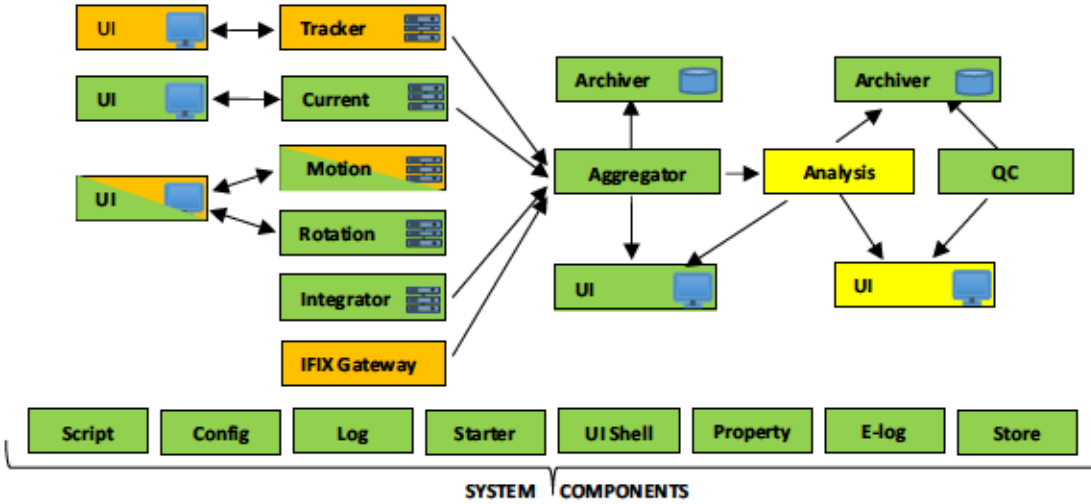 UI
Tracker
UI
Current
Archiver
Archiver
UI
Motion
Aggregator
Analysis
QC
Rotation
Integrator
UI
UI
IFIX Gateway
Script
Config
Log
Starter
UI Shell
Property
E-log
Store
SYSTEM COMPONENTS